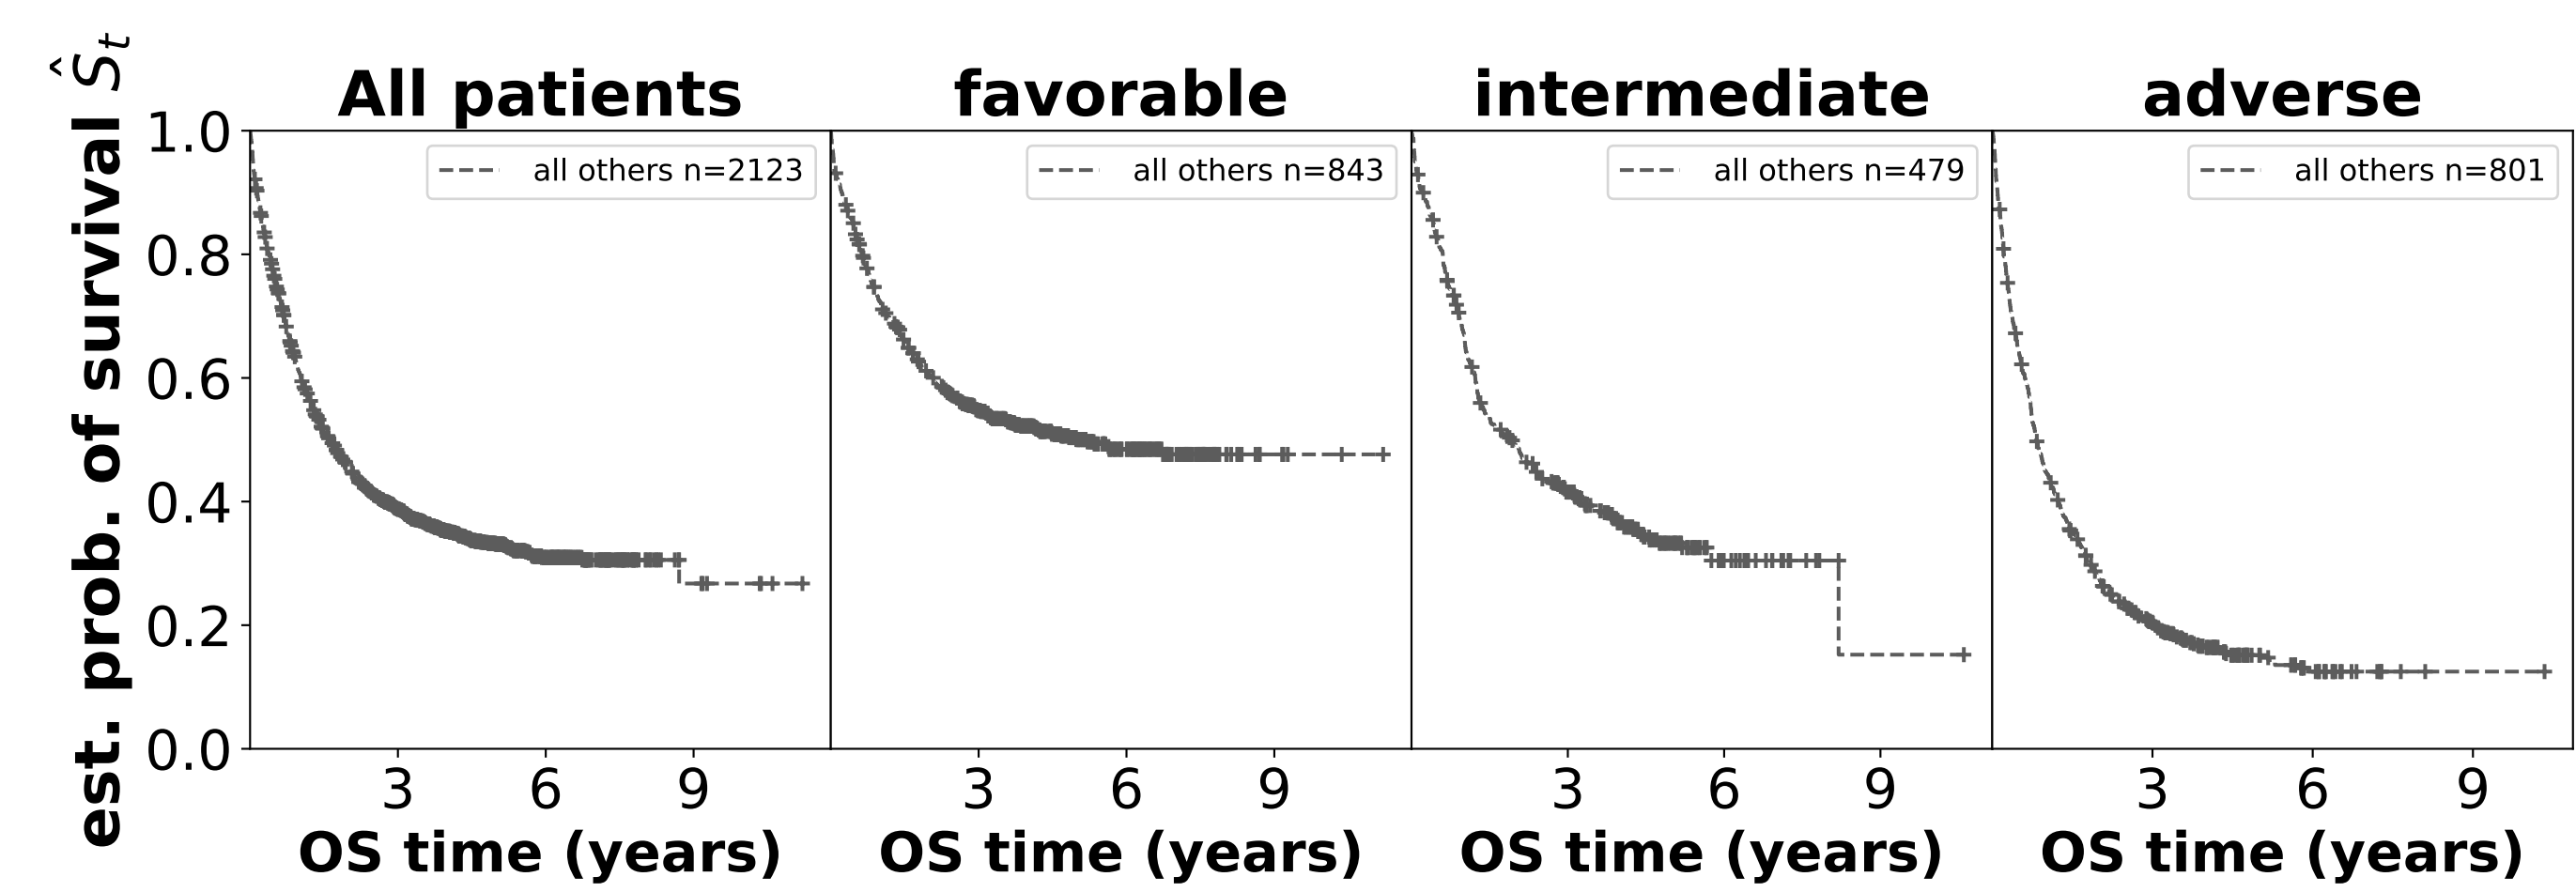 est. prob. of survival Ŝt
All patients
favorable
intermediate
adverse
1.0
0.8
0.6
0.4
0.2
0.0
all others n=2123
all others n=843
all others n=479
all others n=801
3 6 9
3 6 9
3 6 9
3 6 9
OS time (years)
OS time (years)
OS time (years)
OS time (years)